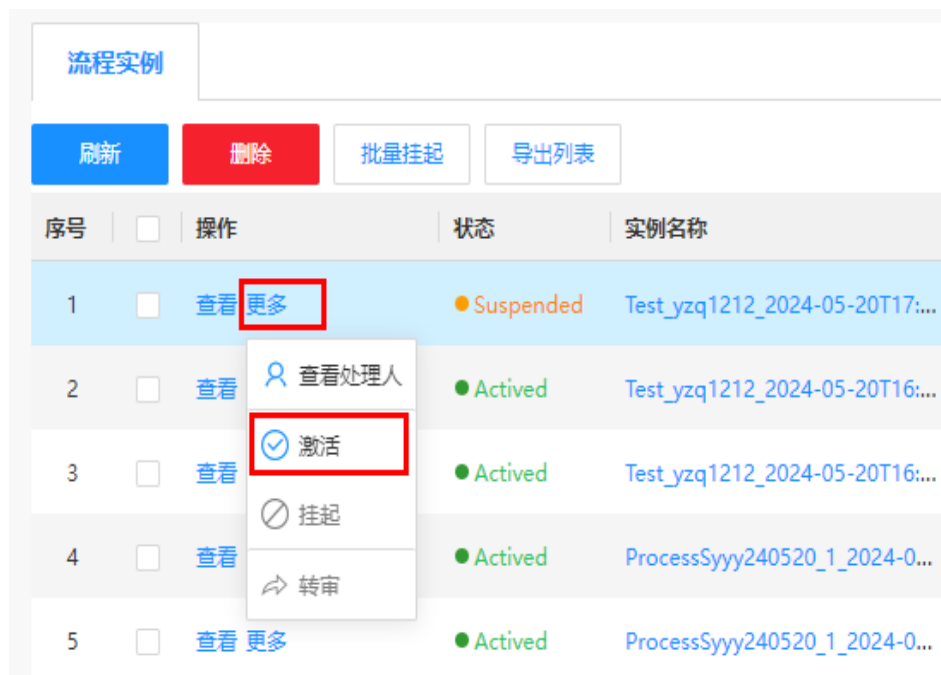 流程实例
刷新 删除 批量挂起 导出列表
序号 操作 状态 实例名称
1 查看 更多 Suspended Test_yzq1212_2024-05-20T17:...
查看处理人
2 查看 Actived Test_yzq1212_2024-05-20T16:...
激活
3 查看 Actived Test_yzq1212_2024-05-20T16:...
挂起
4 查看 Actived ProcessSyyy240520_1_2024-0...
转审
5 查看 更多 Actived ProcessSyyy240520_1_2024-0...